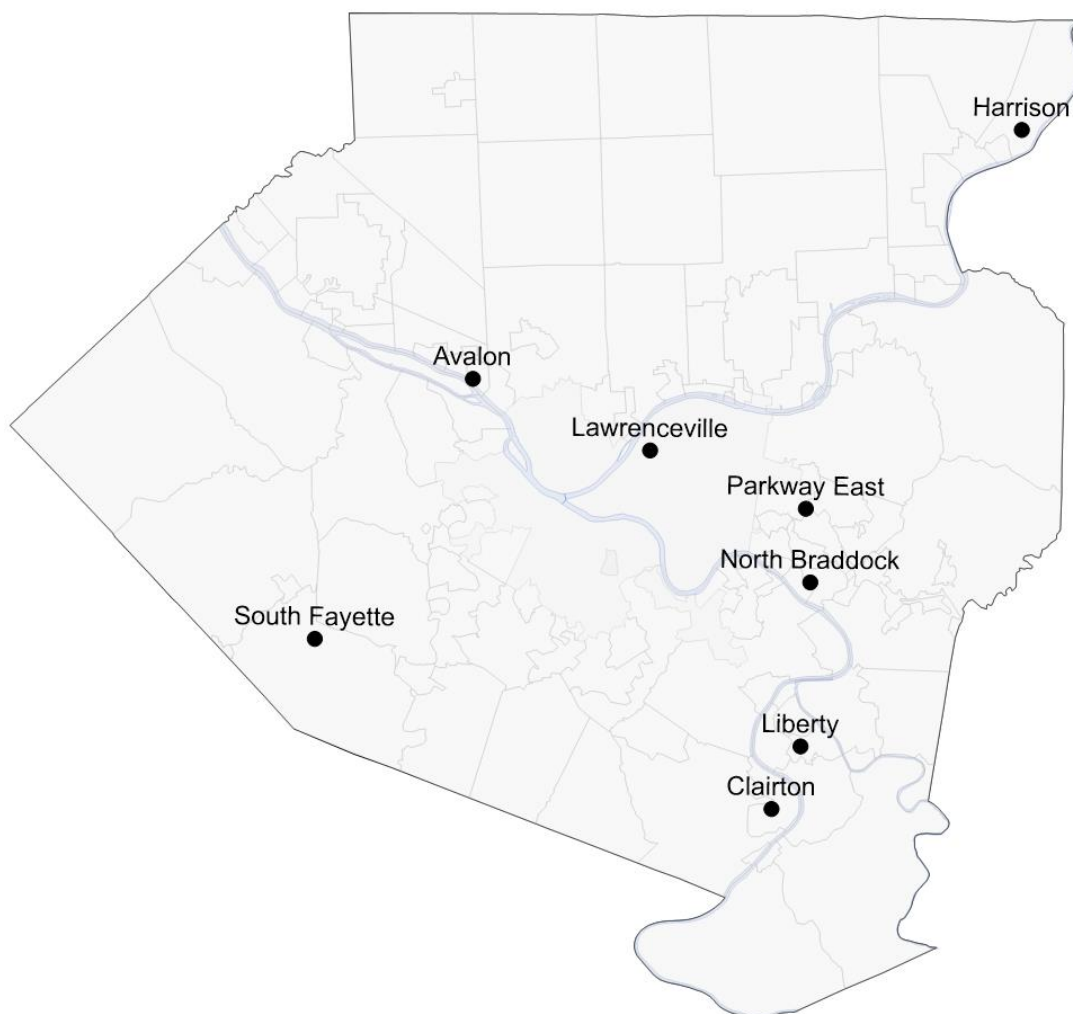 Harrison
Avalon
Lawrenceville
Parkway East
North Braddock
South Fayette
Liberty
Clairton